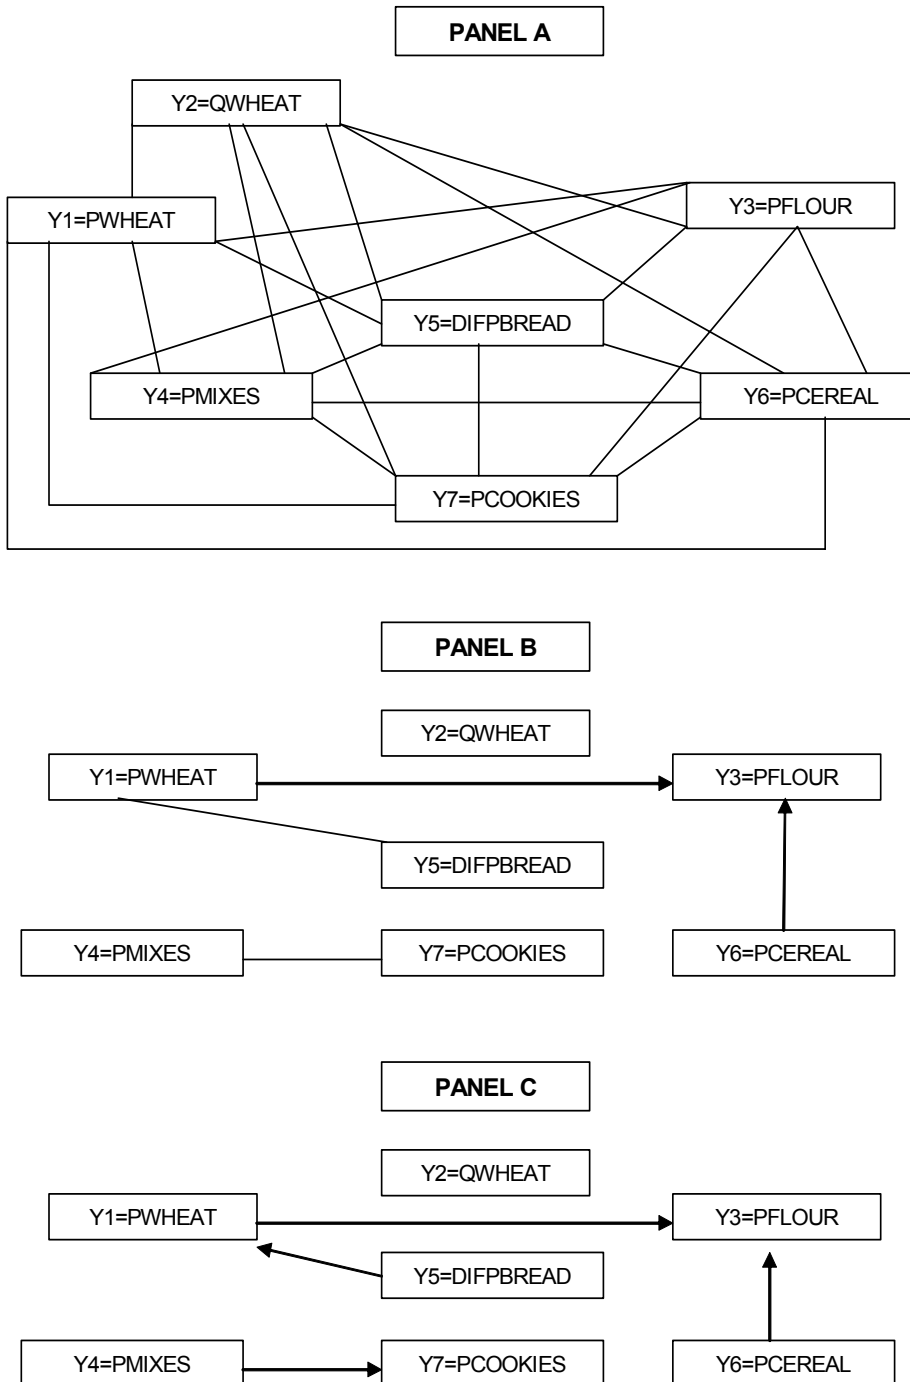 PANEL A
Y2=QWHEAT
Y1=PWHEAT
Y3=PFLOUR
Y5=DIFPBREAD
Y4=PMIXES
Y6=PCEREAL
Y7=PCOOKIES
PANEL B
Y2=QWHEAT
Y1=PWHEAT
Y3=PFLOUR
Y5=DIFPBREAD
Y4=PMIXES
Y7=PCOOKIES
Y6=PCEREAL
PANEL C
Y2=QWHEAT
Y1=PWHEAT
Y3=PFLOUR
Y5=DIFPBREAD
Y4=PMIXES
Y7=PCOOKIES
Y6=PCEREAL